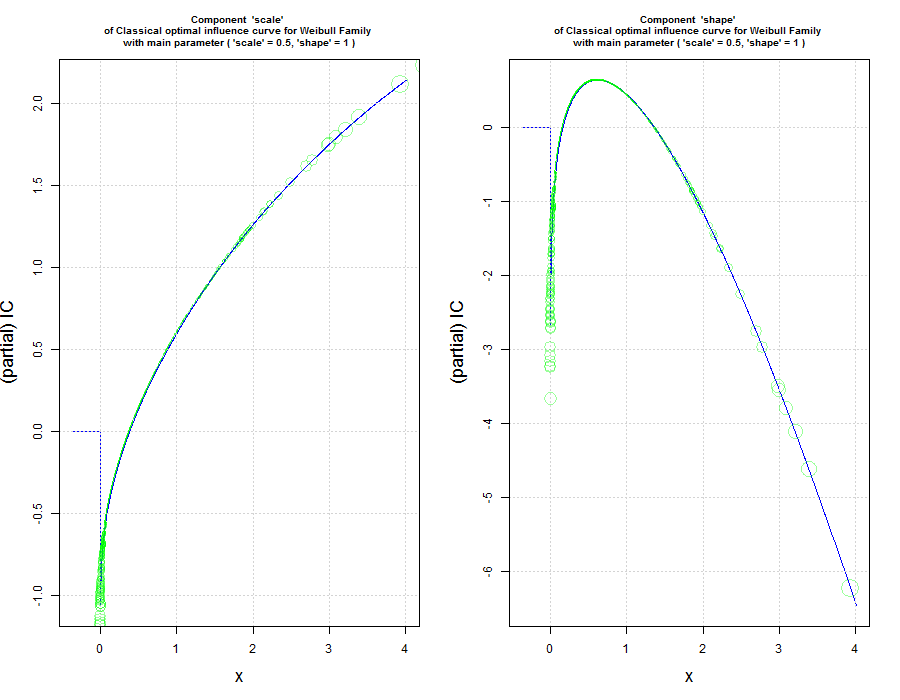 Component 'scale'
of Classical optimal influence curve for Weibull Family
with main parameter ( 'scale' = 0.5, 'shape' = 1 )
(partial) IC
2.0
1.5
1.0
0.5
0.0
-0.5
-1.0
0 1 2 3 4
x
Component 'shape'
of Classical optimal influence curve for Weibull Family
with main parameter ( 'scale' = 0.5, 'shape' = 1 )
(partial) IC
0
-1
-2
-3
-4
-5
-6
0 1 2 3 4
x